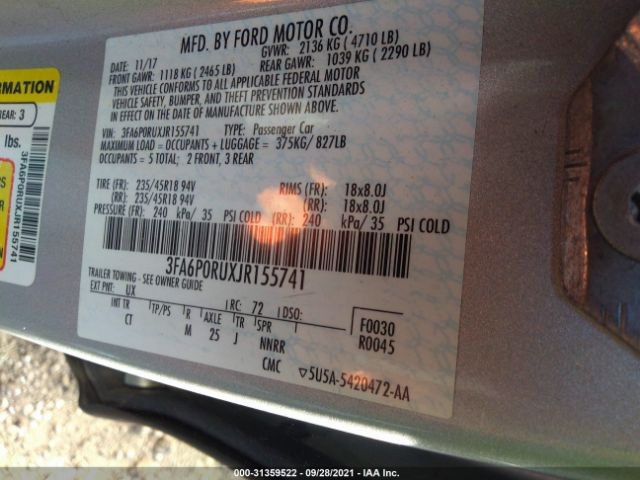 MFD. BY FORD MOTOR CO.
DATE: 11/17 GVWR: 2136 KG ( 4710 LB)
FRONT GAWR: 1118 KG ( 2465 LB) REAR GAWR: 1039 KG ( 2290 LB)
THIS VEHICLE CONFORMS TO ALL APPLICABLE FEDERAL MOTOR
VEHICLE SAFETY, BUMPER, AND THEFT PREVENTION STANDARDS
IN EFFECT ON THE DATE OF MANUFACTURE SHOWN ABOVE.
VIN: 3FA6P0RUXJR155741 TYPE: Passenger Car
MAXIMUM LOAD = OCCUPANTS + LUGGAGE = 375KG/ 827LB
OCCUPANTS = 5 TOTAL; 2 FRONT, 3 REAR
TIRE (FR): 235/45R18 94V RIMS (FR): 18x8.0J
(RR): 235/45R18 94V (RR): 18x8.0J
PRESSURE (FR): 240 kPa/ 35 PSI COLD (RR): 240 kPa/ 35 PSI COLD
3FA6P0RUXJR155741
TRAILER TOWING - SEE OWNER GUIDE
EXT PNT: UX RC: 72 DSO:
INT TR TP/PS R AXLE TR SPR F0030
CT M 25 J NNRR R0045
CMC ▽5U5A-5420472-AA
ORMATION
REAR: 3
lbs.
3FA6P0RUXJR155741
000-31359522 - 09/28/2021 - IAA Inc.